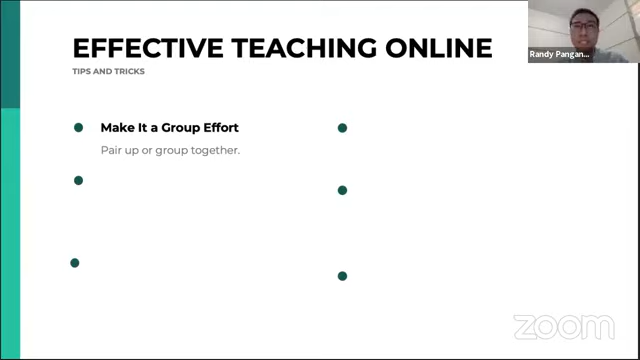 EFFECTIVE TEACHING ONLINE
TIPS AND TRICKS
Make It a Group Effort
Pair up or group together.
Randy Pangan...
zoom